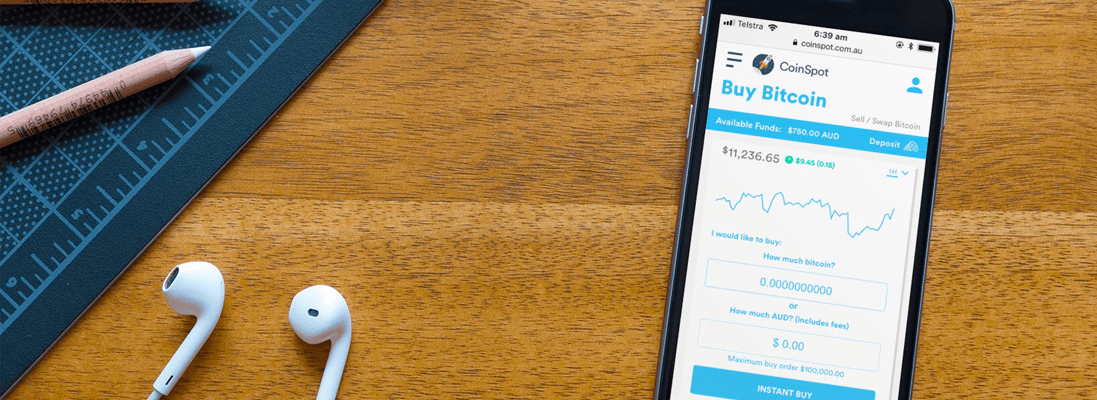 Telstra
6:39 am
coinspot.com.au
CoinSpot
Buy Bitcoin
Sell / Swap Bitcoin
Available Funds: $750.00 AUD Deposit
$11,236.65 $9.45 (0.18) 1H
I would like to buy:
How much bitcoin?
0.0000000000
or
How much AUD? (includes fees)
$ 0.00
Maximum buy order $100,000.00
INSTANT BUY